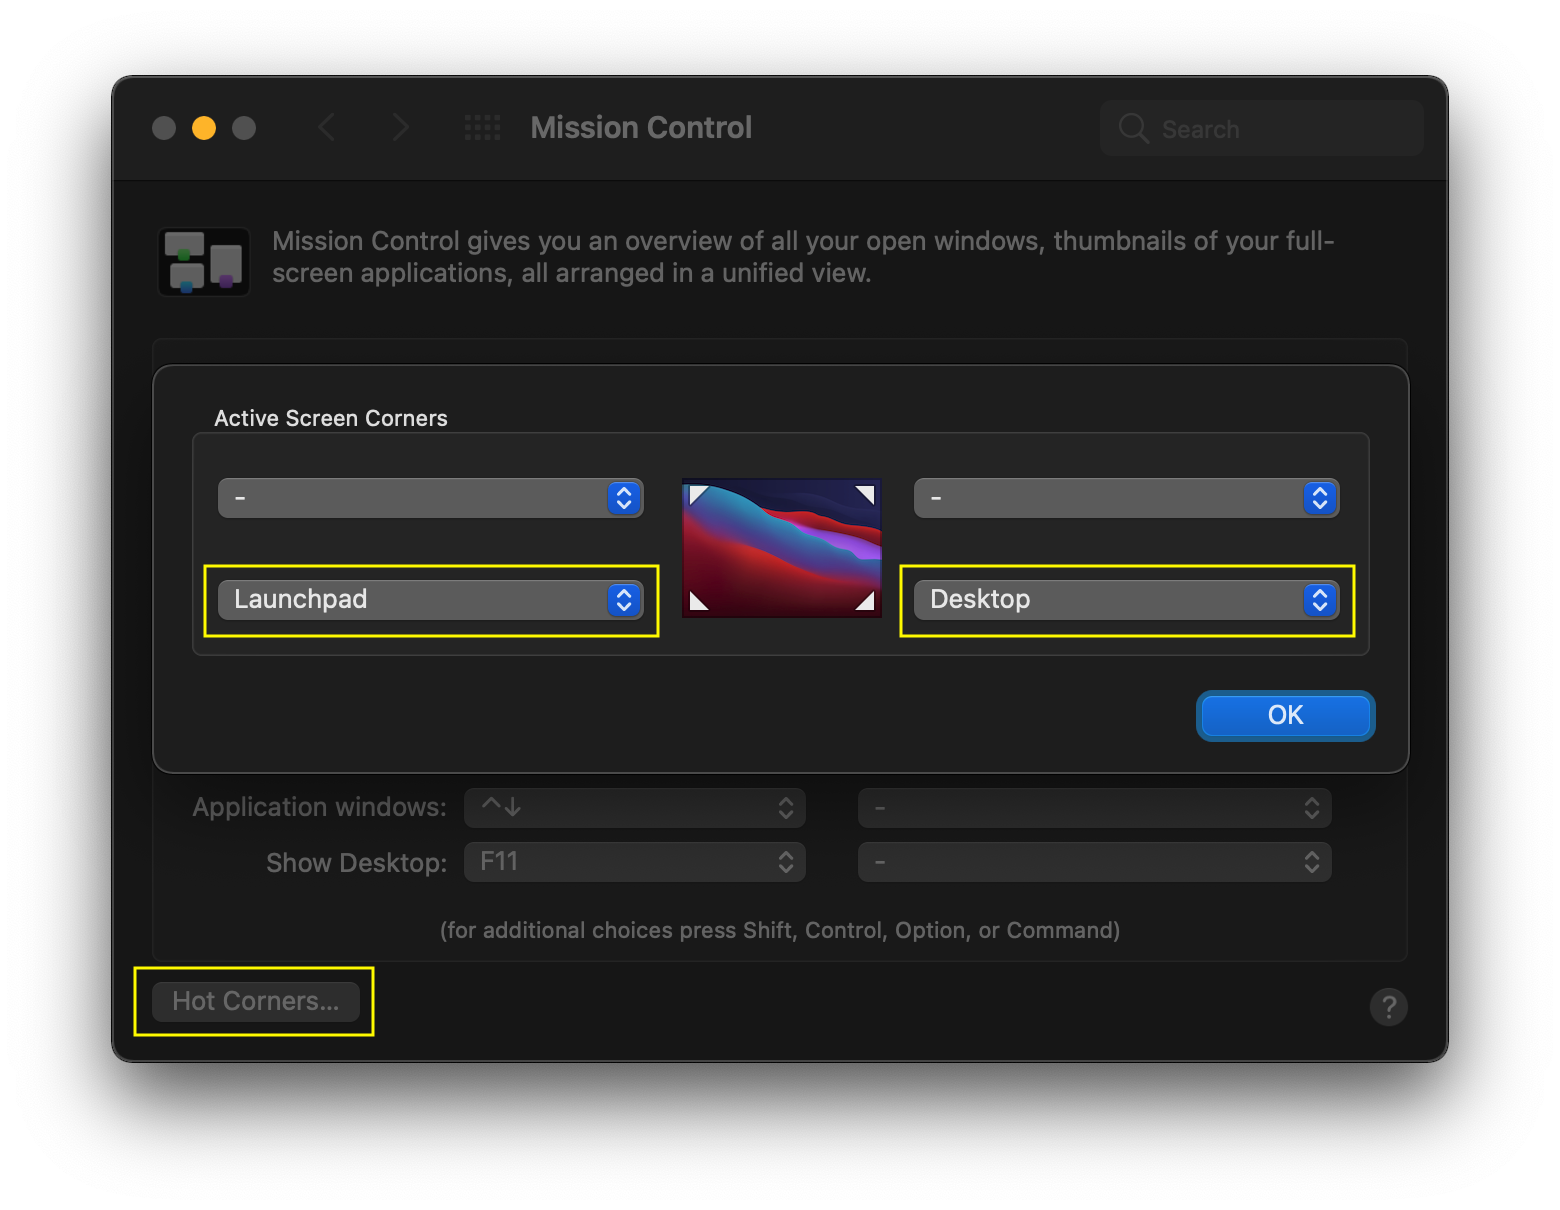 Mission Control
Search
Mission Control gives you an overview of all your open windows, thumbnails of your full-
screen applications, all arranged in a unified view.
Active Screen Corners
-
-
Launchpad
Desktop
OK
Application windows: ^↓ -
Show Desktop: F11 -
(for additional choices press Shift, Control, Option, or Command)
Hot Corners...
?